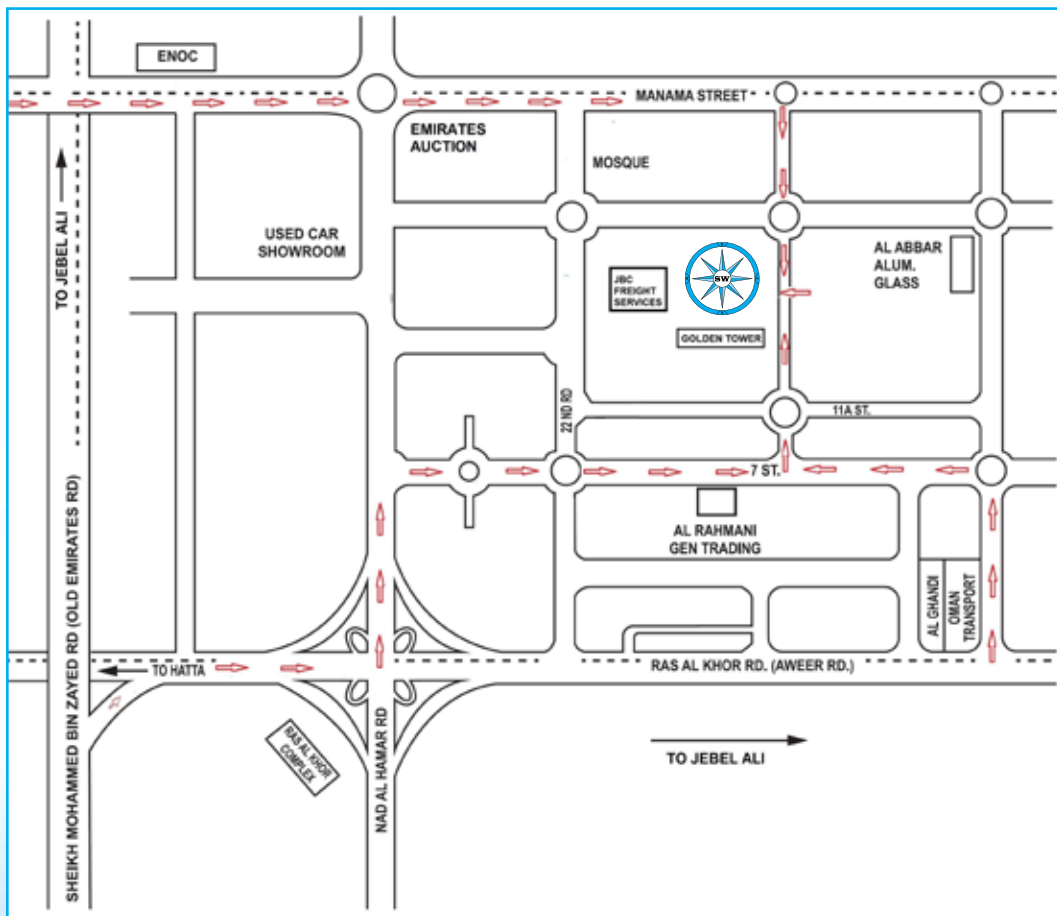 ENOC
MANAMA STREET
EMIRATES
AUCTION
MOSQUE
TO JEBEL ALI
USED CAR
SHOWROOM
JBC
FREIGHT
SERVICES
SW
AL ABBAR
ALUM.
GLASS
GOLDEN TOWER
22 ND RD
11A ST.
7 ST.
AL RAHMANI
GEN TRADING
SHEIKH MOHAMMED BIN ZAYED RD (OLD EMIRATES RD)
AL GHANDI
OMAN
TRANSPORT
TO HATTA
RAS AL KHOR RD. (AWEER RD.)
RAS AL KHOR
COMPLEX
NAD AL HAMAR RD
TO JEBEL ALI